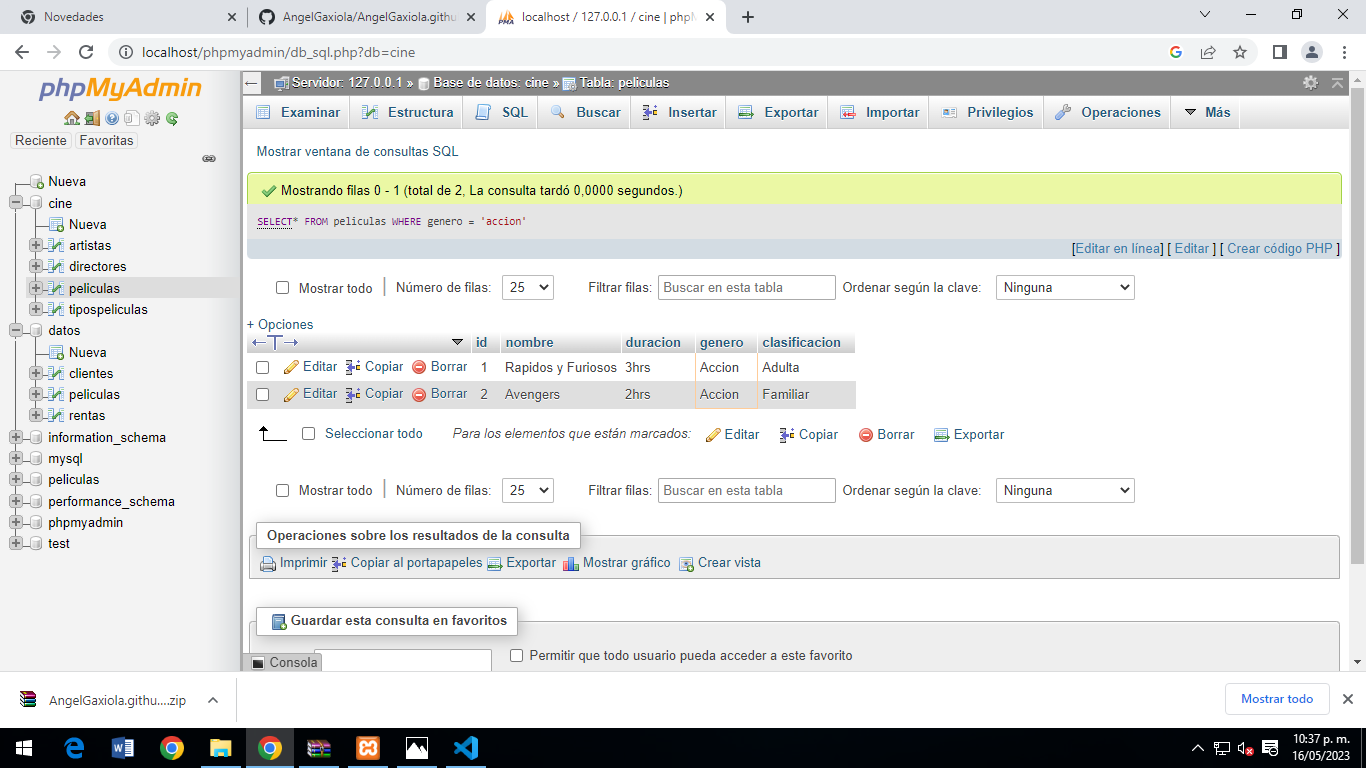 Novedades
AngelGaxiola/AngelGaxiola.githu
localhost / 127.0.0.1 / cine | phpM
localhost/phpmyadmin/db_sql.php?db=cine
phpMyAdmin
Reciente
Favoritas
Nueva
cine
Nueva
artistas
directores
peliculas
tipospeliculas
datos
Nueva
clientes
peliculas
rentas
information_schema
mysql
peliculas
performance_schema
phpmyadmin
test
Servidor: 127.0.0.1 » Base de datos: cine » Tabla: peliculas
Examinar Estructura SQL Buscar Insertar Exportar Importar Privilegios Operaciones Más
Mostrar ventana de consultas SQL
Mostrando filas 0 - 1 (total de 2, La consulta tardó 0,0000 segundos.)
SELECT* FROM peliculas WHERE genero = 'accion'
[Editar en línea] [ Editar ] [ Crear código PHP ]
Mostrar todo | Número de filas: 25 Filtrar filas: Buscar en esta tabla Ordenar según la clave: Ninguna
+ Opciones
←T→ id nombre duracion genero clasificacion
Editar Copiar Borrar 1 Rapidos y Furiosos 3hrs Accion Adulta
Editar Copiar Borrar 2 Avengers 2hrs Accion Familiar
Seleccionar todo Para los elementos que están marcados: Editar Copiar Borrar Exportar
Mostrar todo | Número de filas: 25 Filtrar filas: Buscar en esta tabla Ordenar según la clave: Ninguna
Operaciones sobre los resultados de la consulta
Imprimir Copiar al portapapeles Exportar Mostrar gráfico Crear vista
Guardar esta consulta en favoritos
Permitir que todo usuario pueda acceder a este favorito
Consola
AngelGaxiola.githu....zip
Mostrar todo
10:37 p. m.
16/05/2023